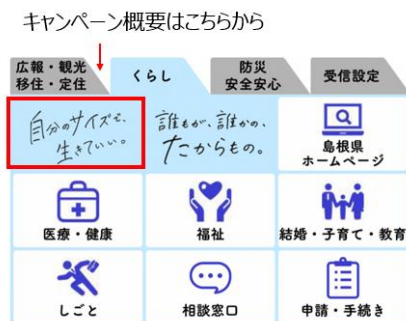 キャンペーン概要はこちらから
広報・観光
移住・定住
くらし
防災
安全安心
受信設定
自分のサイズで、
生きていい。
誰もが、誰かの、
たからもの。
島根県
ホームページ
医療・健康
福祉
結婚・子育て・教育
しごと
相談窓口
申請・手続き